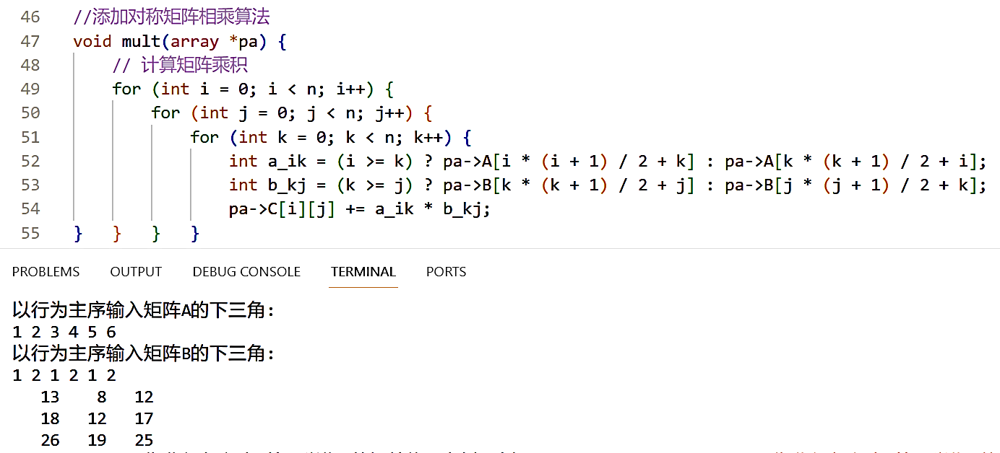 46 //添加对称矩阵相乘算法
47 void mult(array *pa) {
48 // 计算矩阵乘积
49 for (int i = 0; i < n; i++) {
50 for (int j = 0; j < n; j++) {
51 for (int k = 0; k < n; k++) {
52 int a_ik = (i >= k) ? pa->A[i * (i + 1) / 2 + k] : pa->A[k * (k + 1) / 2 + i];
53 int b_kj = (k >= j) ? pa->B[k * (k + 1) / 2 + j] : pa->B[j * (j + 1) / 2 + k];
54 pa->C[i][j] += a_ik * b_kj;
55 } } } }
PROBLEMS OUTPUT DEBUG CONSOLE TERMINAL PORTS
以行为主序输入矩阵A的下三角:
1 2 3 4 5 6
以行为主序输入矩阵B的下三角:
1 2 1 2 1 2
13 8 12
18 12 17
26 19 25